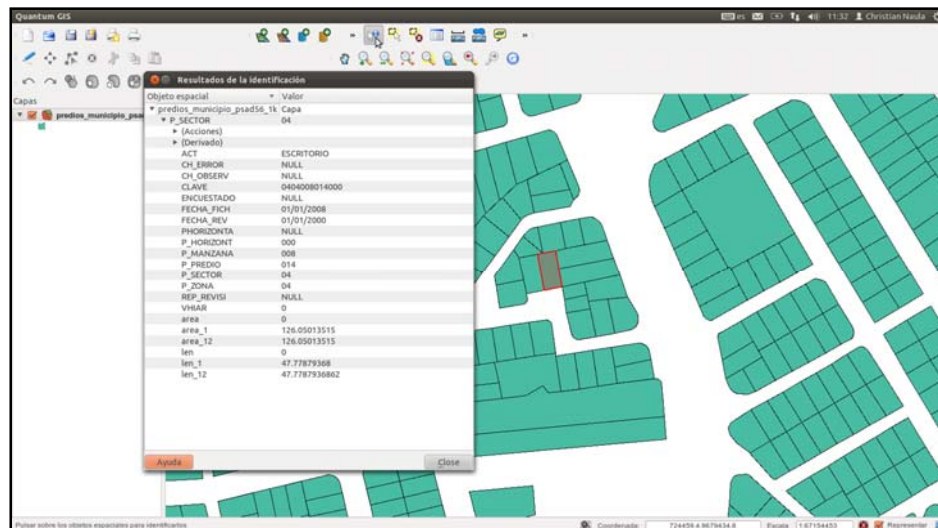 Quantum GIS
es
11:32
Christian Naula
Capas
predios_municipio_psa
Resultados de la identificación
Objeto espacial Valor
predios_municipio_psad56_1k Capa
P_SECTOR 04
(Acciones)
(Derivado)
ACT ESCRITORIO
CH_ERROR NULL
CH_OBSERV NULL
CLAVE 0404008014000
ENCUESTADO NULL
FECHA_FICH 01/01/2008
FECHA_REV 01/01/2000
PHORIZONTA NULL
P_HORIZONT 000
P_MANZANA 008
P_PREDIO 014
P_SECTOR 04
P_ZONA 04
REP_REVISI NULL
VHIAR 0
area 0
area_1 126.05013515
area_12 126.05013515
len 0
len_1 47.77879368
len_12 47.7787936862
Ayuda
Close
Pulsar sobre los objetos espaciales para identificarlos
Coordenada: 724459.4,9679434.8 Escala 1:67154453 Representar